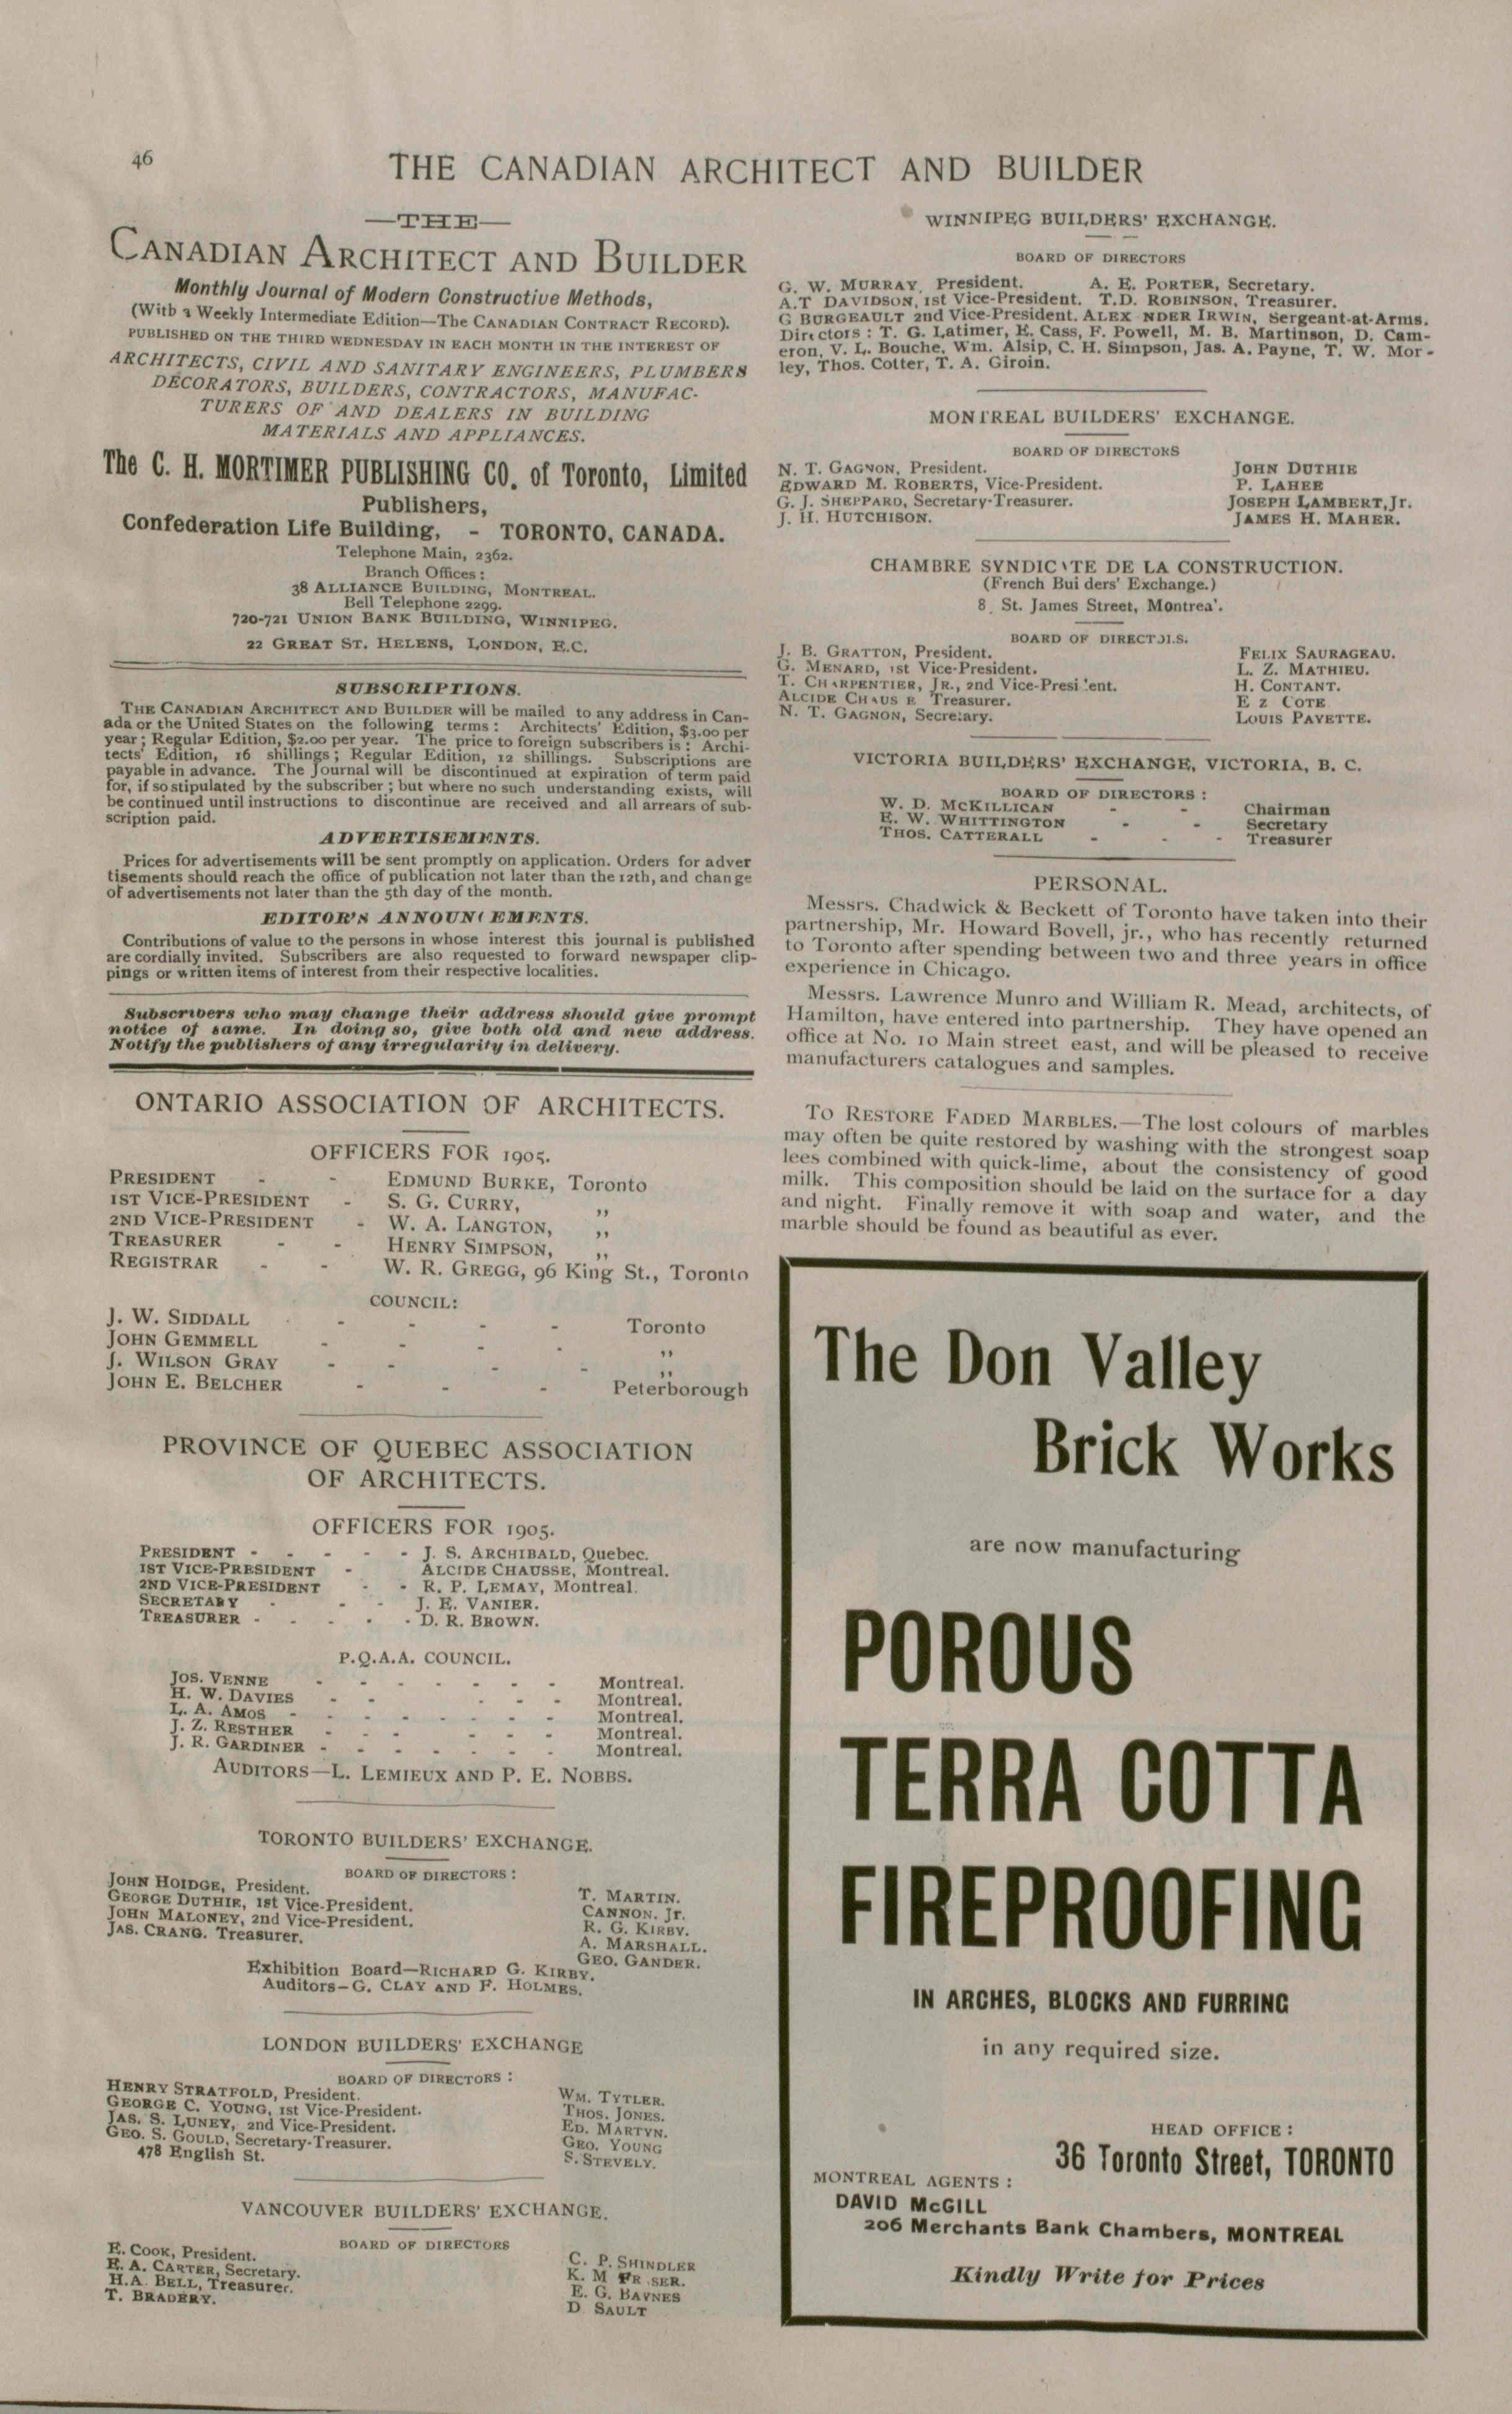 46
THE CANADIAN ARCHITECT AND BUILDER
—THE—
CANADIAN ARCHITECT AND BUILDER
Monthly Journal of Modern Constructive Methods,
(With a Weekly Intermediate Edition—The CANADIAN CONTRACT RECORD).
PUBLISHED ON THE THIRD WEDNESDAY IN EACH MONTH IN THE INTEREST OF
ARCHITECTS, CIVIL AND SANITARY ENGINEERS, PLUMBERS
DECORATORS, BUILDERS, CONTRACTORS, MANUFAC-
TURERS OF AND DEALERS IN BUILDING
MATERIALS AND APPLIANCES.
The C. H. MORTIMER PUBLISHING CO. of Toronto, Limited
Publishers,
Confederation Life Building, - TORONTO, CANADA.
Telephone Main, 2362.
Branch Offices:
38 ALLIANCE BUILDING, MONTREAL.
Bell Telephone 2299.
720-721 UNION BANK BUILDING, WINNIPEG.
22 GREAT ST. HELENS, LONDON, E.C.
SUBSCRIPTIONS.
THE CANADIAN ARCHITECT AND BUILDER will be mailed to any address in Can-
ada or the United States on the following terms: Architects' Edition, $3.00 per
year; Regular Edition, $2.00 per year. The price to foreign subscribers is: Archi-
tects' Edition, 16 shillings; Regular Edition, 12 shillings. Subscriptions are
payable in advance. The Journal will be discontinued at expiration of term paid
for, if so stipulated by the subscriber; but where no such understanding exists, will
be continued until instructions to discontinue are received and all arrears of sub-
scription paid.
ADVERTISEMENTS.
Prices for advertisements will be sent promptly on application. Orders for adver
tisements should reach the office of publication not later than the 12th, and change
of advertisements not later than the 5th day of the month.
EDITOR'S ANNOUNCEMENTS.
Contributions of value to the persons in whose interest this journal is published
are cordially invited. Subscribers are also requested to forward newspaper clip-
pings or written items of interest from their respective localities.
Subscribers who may change their address should give prompt
notice of same. In doing so, give both old and new address.
Notify the publishers of any irregularity in delivery.
ONTARIO ASSOCIATION OF ARCHITECTS.
OFFICERS FOR 1905.
PRESIDENT - - EDMUND BURKE, Toronto
1ST VICE-PRESIDENT - S. G. CURRY, ,,
2ND VICE-PRESIDENT - W. A. LANGTON, ,,
TREASURER - - HENRY SIMPSON, ,,
REGISTRAR - - W. R. GREGG, 96 King St., Toronto
COUNCIL:
J. W. SIDDALL - - - - Toronto
JOHN GEMMELL - - - - ,,
J. WILSON GRAY - - - - ,,
JOHN E. BELCHER - - - Peterborough
PROVINCE OF QUEBEC ASSOCIATION
OF ARCHITECTS.
OFFICERS FOR 1905.
PRESIDENT - - - - - J. S. ARCHIBALD, Quebec.
1ST VICE-PRESIDENT - ALCIDE CHAUSSE, Montreal.
2ND VICE-PRESIDENT - - R. P. LEMAY, Montreal.
SECRETARY - - - J. E. VANIER.
TREASURER - - - - - D. R. BROWN.
P.Q.A.A. COUNCIL.
JOS. VENNE - - - - - - - Montreal.
H. W. DAVIES - - - - - Montreal.
L. A. AMOS - - - - - - - - Montreal.
J. Z. RESTHER - - - - - - Montreal.
J. R. GARDINER - - - - - - - Montreal.
AUDITORS—L. LEMIEUX AND P. E. NOBBS.
TORONTO BUILDERS' EXCHANGE.
BOARD OF DIRECTORS:
JOHN HOIDGE, President.
GEORGE DUTHIE, 1st Vice-President.
JOHN MALONEY, 2nd Vice-President.
JAS. CRANG. Treasurer.
T. MARTIN.
CANNON. Jr.
R. G. KIRBY.
A. MARSHALL.
GEO. GANDER.
Exhibition Board—RICHARD G. KIRBY.
Auditors—G. CLAY AND F. HOLMES.
LONDON BUILDERS' EXCHANGE
BOARD OF DIRECTORS:
HENRY STRATFOLD, President.
GEORGE C. YOUNG, 1st Vice-President.
JAS. S. LUNEY, 2nd Vice-President.
GEO. S. GOULD, Secretary-Treasurer.
478 English St.
WM. TYTLER.
THOS. JONES.
ED. MARTYN.
GEO. YOUNG
S. STEVELY.
VANCOUVER BUILDERS' EXCHANGE.
BOARD OF DIRECTORS
E. COOK, President.
E. A. CARTER, Secretary.
H.A. BELL, Treasurer.
T. BRADERY.
C. P. SHINDLER
K. M FR SER.
E. G. BAYNES
D SAULT
WINNIPEG BUILDERS' EXCHANGE.
BOARD OF DIRECTORS
G. W. MURRAY, President. A. E. PORTER, Secretary.
A.T DAVIDSON, 1st Vice-President. T.D. ROBINSON, Treasurer.
G BURGEAULT 2nd Vice-President. ALEX NDER IRWIN, Sergeant-at-Arms.
Directors: T. G. Latimer, E. Cass, F. Powell, M. B. Martinson, D. Cam-
eron, V. L. Bouche, Wm. Alsip, C. H. Simpson, Jas. A. Payne, T. W. Mor-
ley, Thos. Cotter, T. A. Giroin.
MONTREAL BUILDERS' EXCHANGE.
BOARD OF DIRECTORS
N. T. GAGNON, President.
EDWARD M. ROBERTS, Vice-President.
G. J. SHEPPARD, Secretary-Treasurer.
J. H. HUTCHISON.
JOHN DUTHIE
P. LAHEE
JOSEPH LAMBERT, Jr.
JAMES H. MAHER.
CHAMBRE SYNDIC TE DE LA CONSTRUCTION.
(French Bui ders' Exchange.)
8 St. James Street, Montreal.
BOARD OF DIRECTORS.
J. B. GRATTON, President.
G. MENARD, 1st Vice-President.
T. CHARPENTIER, JR., 2nd Vice-President.
ALCIDE CHAUS E Treasurer.
N. T. GAGNON, Secretary.
FELIX SAURAGEAU.
L. Z. MATHIEU.
H. CONTANT.
E Z COTE
LOUIS PAYETTE.
VICTORIA BUILDERS' EXCHANGE, VICTORIA, B. C.
BOARD OF DIRECTORS:
W. D. MCKILLICAN - - Chairman
E. W. WHITTINGTON - - Secretary
THOS. CATTERALL - - - Treasurer
PERSONAL.
Messrs. Chadwick & Beckett of Toronto have taken into their
partnership, Mr. Howard Bovell, jr., who has recently returned
to Toronto after spending between two and three years in office
experience in Chicago.
Messrs. Lawrence Munro and William R. Mead, architects, of
Hamilton, have entered into partnership. They have opened an
office at No. 10 Main street east, and will be pleased to receive
manufacturers catalogues and samples.
TO RESTORE FADED MARBLES.—The lost colours of marbles
may often be quite restored by washing with the strongest soap
lees combined with quick-lime, about the consistency of good
milk. This composition should be laid on the surface for a day
and night. Finally remove it with soap and water, and the
marble should be found as beautiful as ever.
The Don Valley
Brick Works
are now manufacturing
POROUS
TERRA COTTA
FIREPROOFING
IN ARCHES, BLOCKS AND FURRING
in any required size.
HEAD OFFICE:
36 Toronto Street, TORONTO
MONTREAL AGENTS:
DAVID McGILL
206 Merchants Bank Chambers, MONTREAL
Kindly Write for Prices